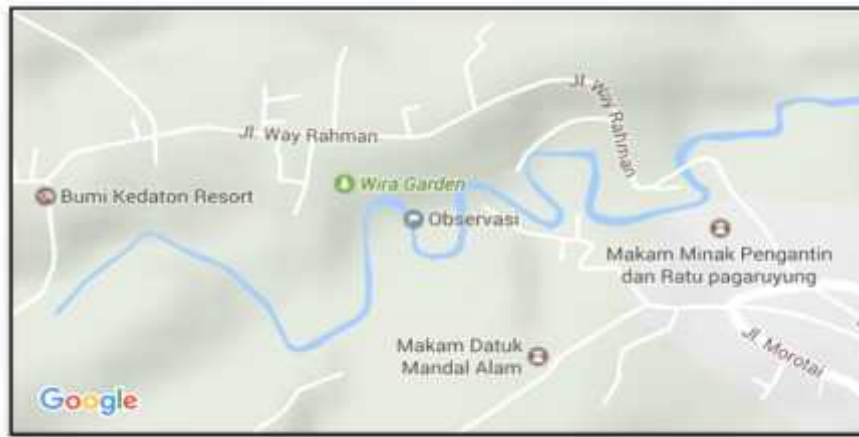 Jl. Way Rahman
Jl. Way Rahman
Wira Garden
Bumi Kedaton Resort
Observasi
Makam Minak Pengantin
dan Ratu pagaruyung
Makam Datuk
Mandal Alam
Jl. Morotai
Google